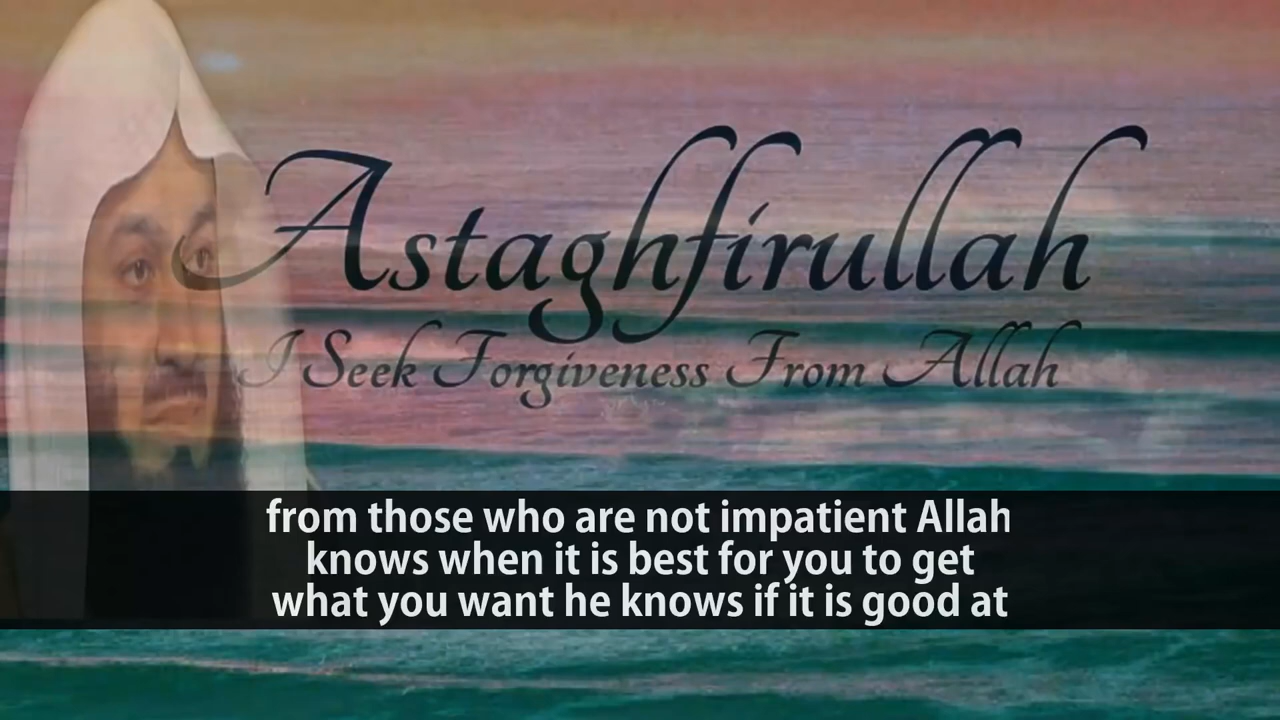 Astaghfirullah
I Seek Forgiveness From Allah
from those who are not impatient Allah
knows when it is best for you to get
what you want he knows if it is good at